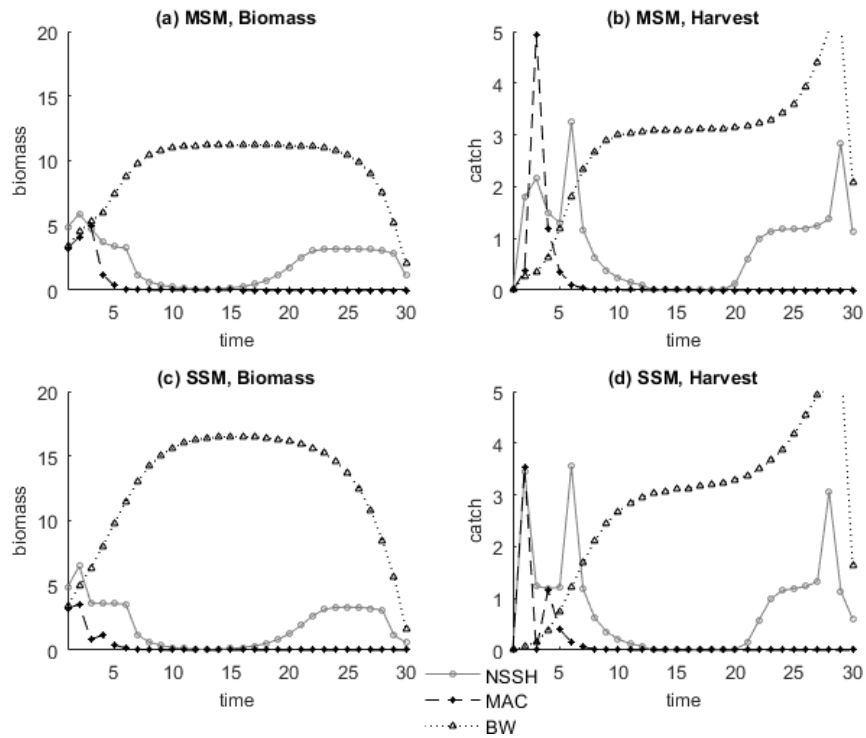 (a) MSM, Biomass
20
15
10
5
0
biomass
5 10 15 20 25 30
time
(b) MSM, Harvest
5
4
3
2
1
0
catch
5 10 15 20 25 30
time
(c) SSM, Biomass
20
15
10
5
0
biomass
5 10 15 20 25 30
time
(d) SSM, Harvest
5
4
3
2
1
0
catch
5 10 15 20 25 30
time
NSSH
MAC
BW